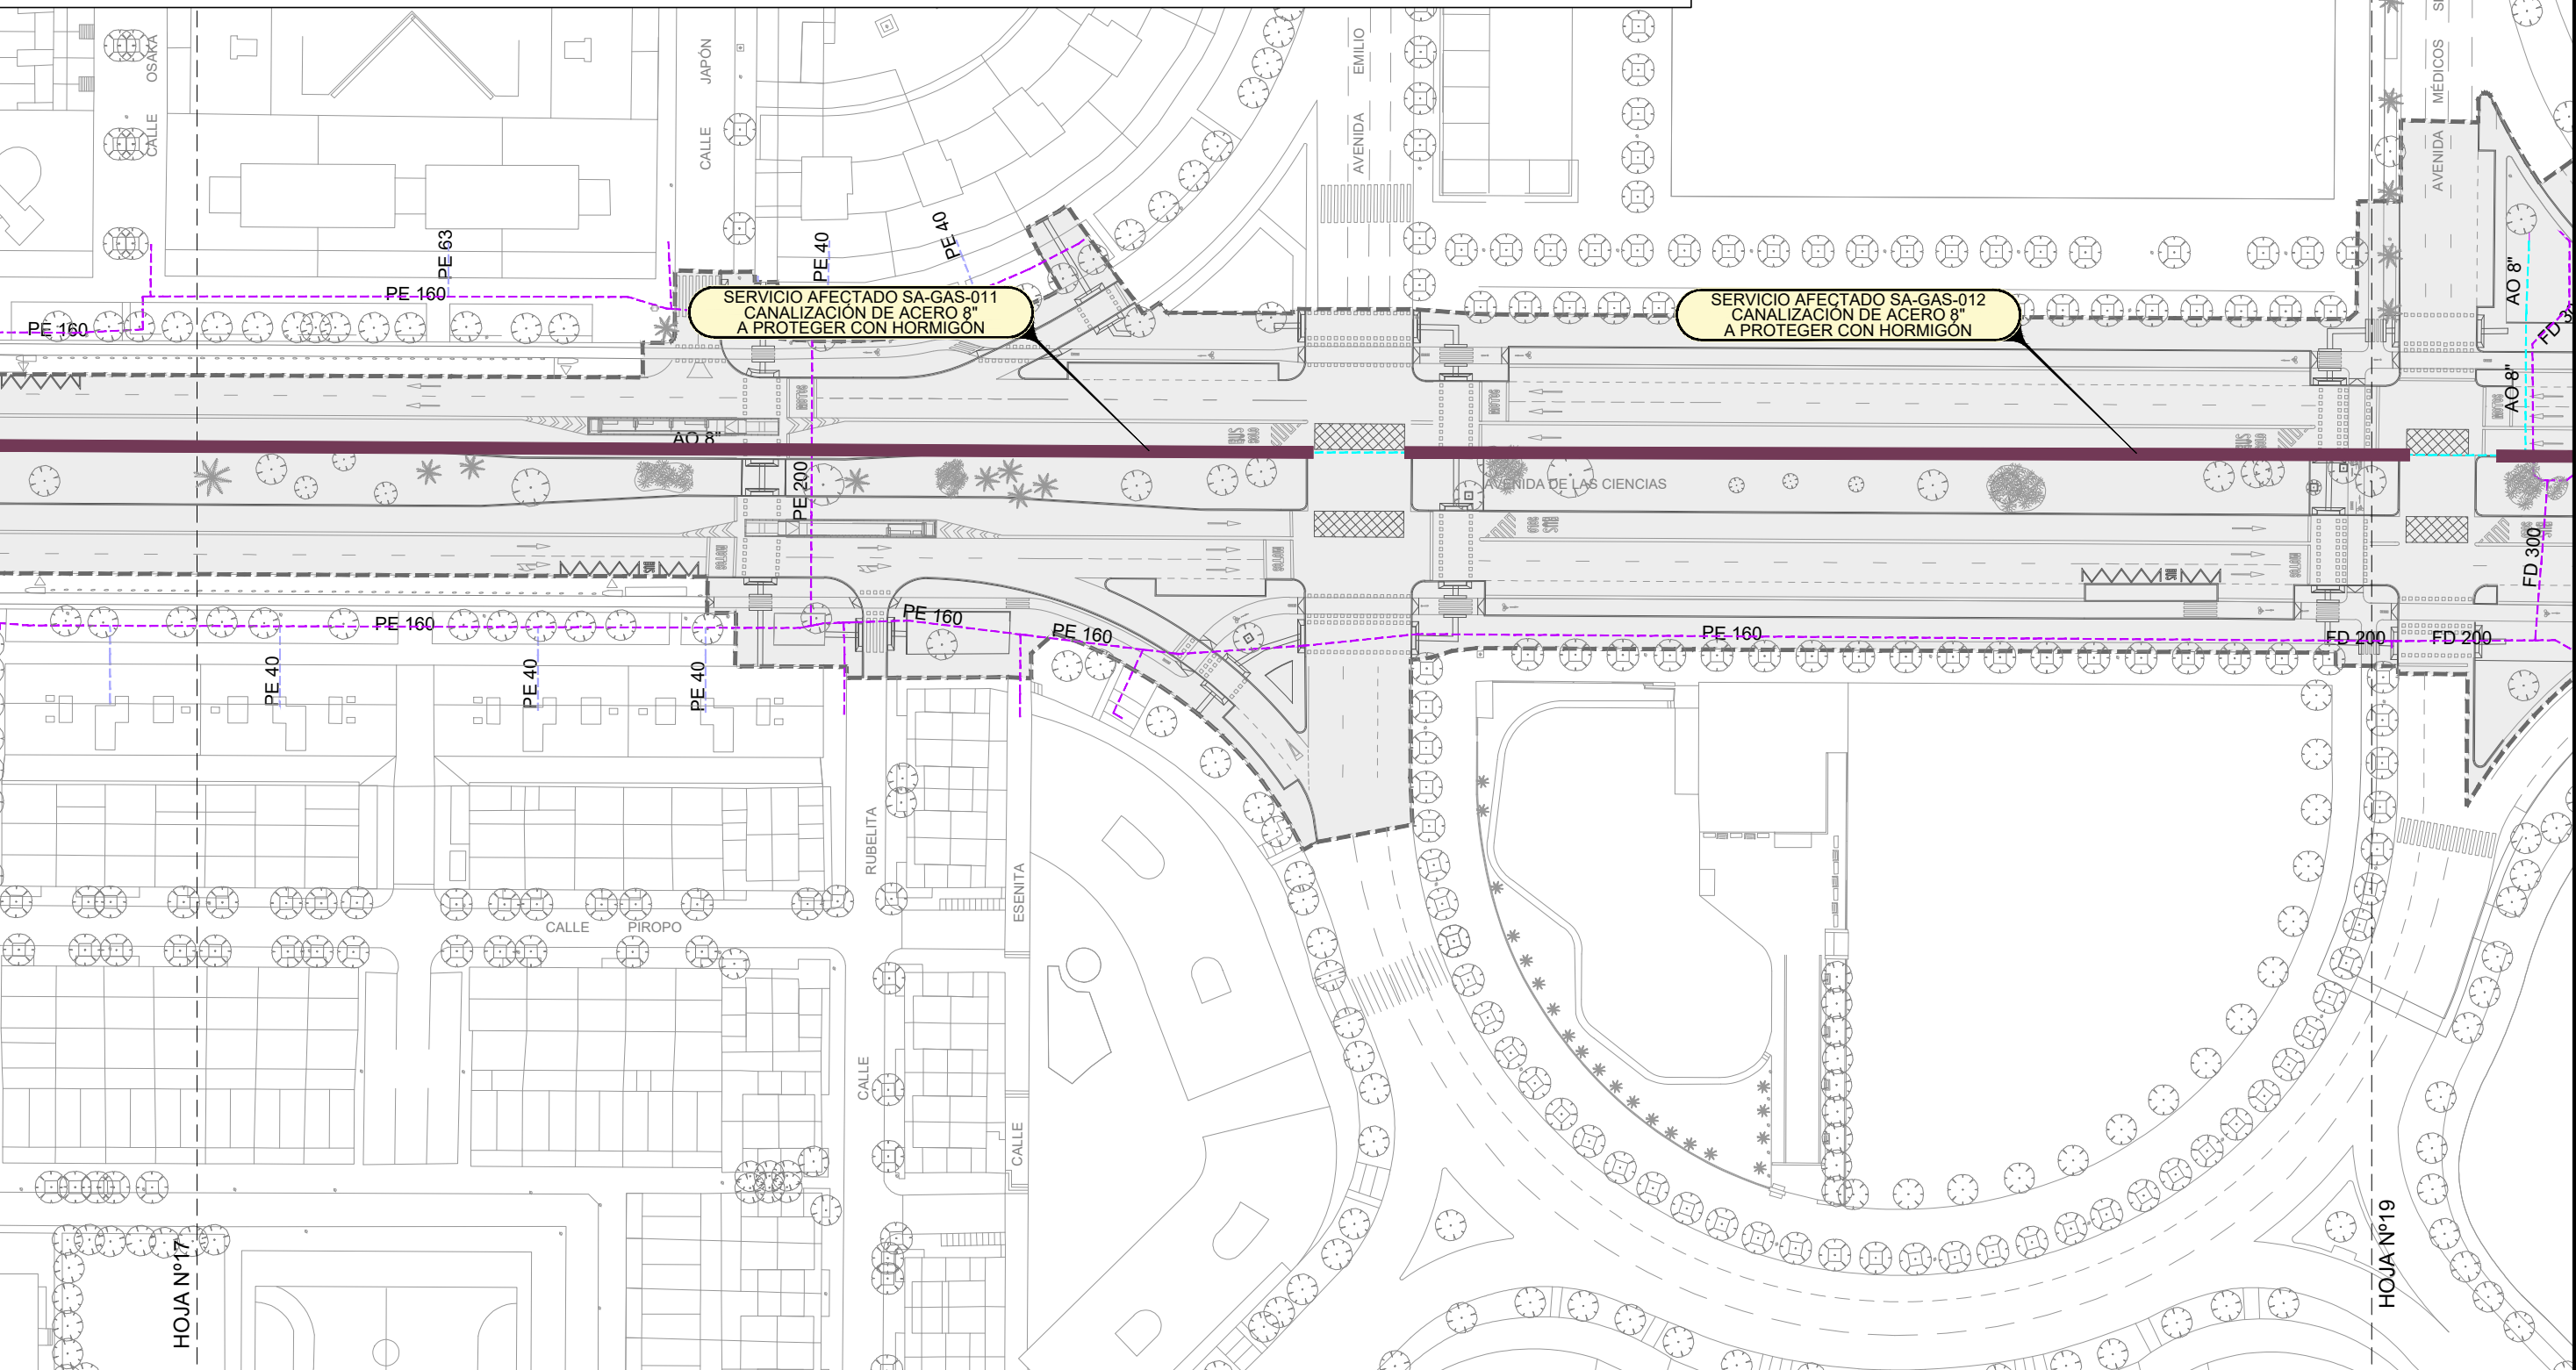 CALLE OSAKA
CALLE JAPÓN
AVENIDA EMILIO
AVENIDA MÉDICOS
PE 63
PE 40
PE 40
PE 160
PE 160
SERVICIO AFECTADO SA-GAS-011
CANALIZACIÓN DE ACERO 8"
A PROTEGER CON HORMIGÓN
SERVICIO AFECTADO SA-GAS-012
CANALIZACIÓN DE ACERO 8"
A PROTEGER CON HORMIGÓN
AO 8"
AO 8"
AO 8"
BUS
SOLO
PE 200
AVENIDA DE LAS CIENCIAS
FD 300
PE 160
PE 160
PE 160
PE 160
FD 200
FD 200
PE 40
PE 40
PE 40
CALLE RUBELITA
CALLE ESENITA
CALLE PIROPO
HOJA Nº17
HOJA Nº19